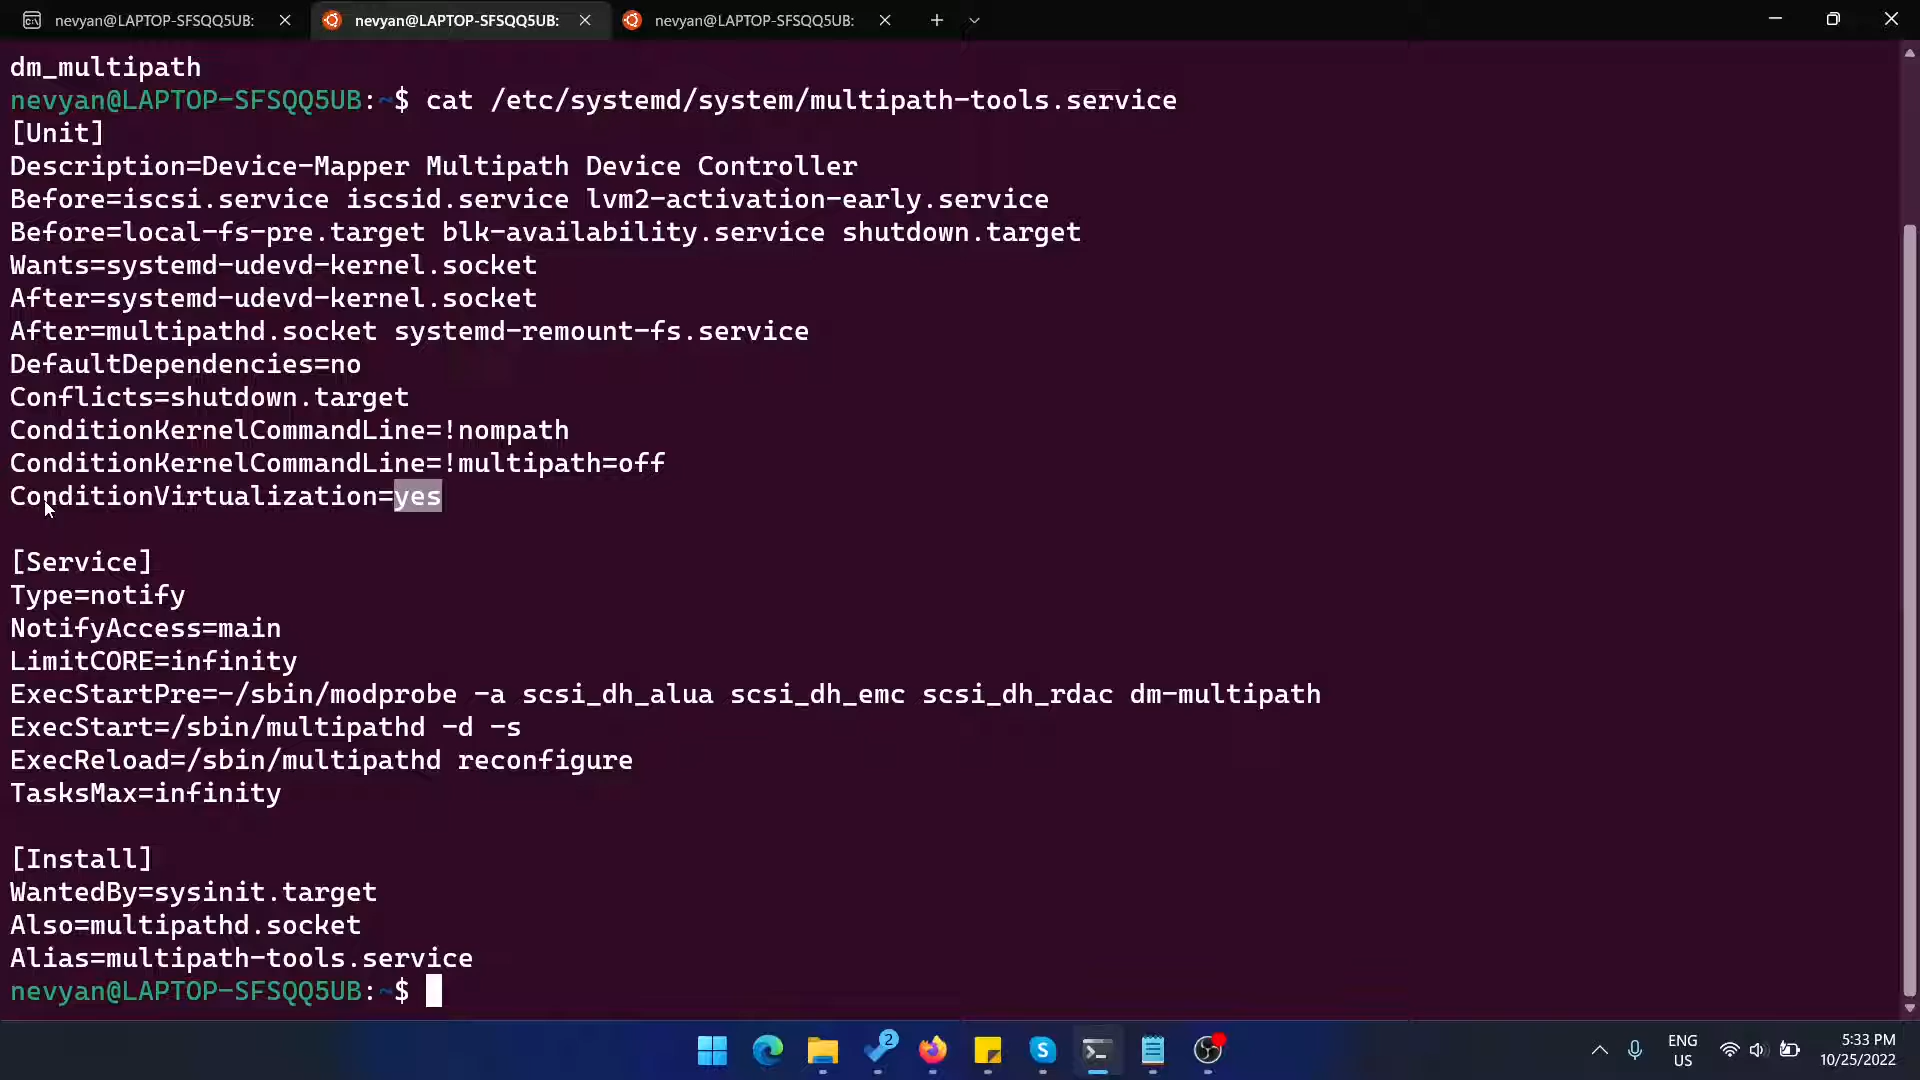 nevyan@LAPTOP-SFSQQ5UB:
nevyan@LAPTOP-SFSQQ5UB:
nevyan@LAPTOP-SFSQQ5UB:
dm_multipath
nevyan@LAPTOP-SFSQQ5UB:~$ cat /etc/systemd/system/multipath-tools.service
[Unit]
Description=Device-Mapper Multipath Device Controller
Before=iscsi.service iscsid.service lvm2-activation-early.service
Before=local-fs-pre.target blk-availability.service shutdown.target
Wants=systemd-udevd-kernel.socket
After=systemd-udevd-kernel.socket
After=multipathd.socket systemd-remount-fs.service
DefaultDependencies=no
Conflicts=shutdown.target
ConditionKernelCommandLine=!nompath
ConditionKernelCommandLine=!multipath=off
ConditionVirtualization=yes
[Service]
Type=notify
NotifyAccess=main
LimitCORE=infinity
ExecStartPre=-/sbin/modprobe -a scsi_dh_alua scsi_dh_emc scsi_dh_rdac dm-multipath
ExecStart=/sbin/multipathd -d -s
ExecReload=/sbin/multipathd reconfigure
TasksMax=infinity
[Install]
WantedBy=sysinit.target
Also=multipathd.socket
Alias=multipath-tools.service
nevyan@LAPTOP-SFSQQ5UB:~$
2
ENG
US
5:33 PM
10/25/2022